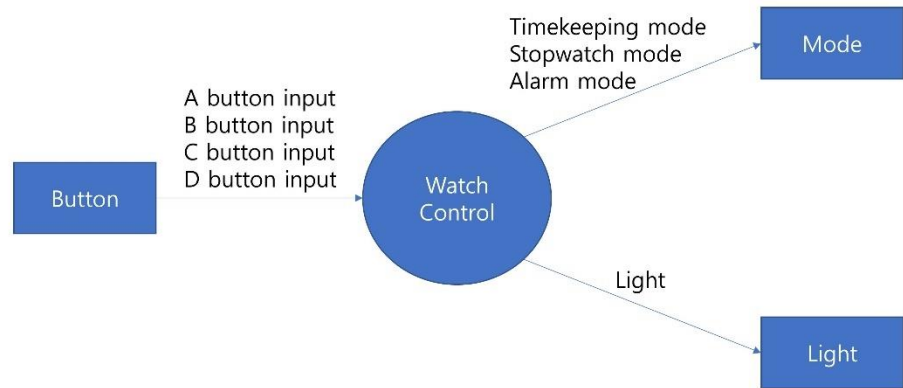 Timekeeping mode
Stopwatch mode
Alarm mode
Mode
A button input
B button input
C button input
D button input
Button
Watch
Control
Light
Light